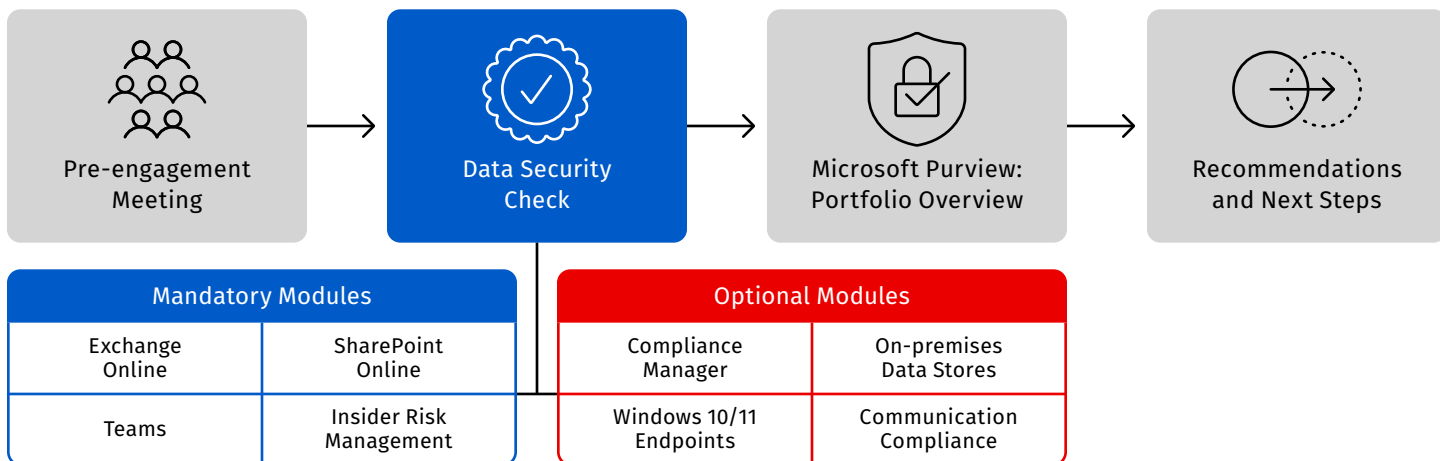 Pre-engagement
Meeting
Data Security
Check
Microsoft Purview:
Portfolio Overview
Recommendations
and Next Steps
Mandatory Modules
Exchange
Online
SharePoint
Online
Teams
Insider Risk
Management
Optional Modules
Compliance
Manager
On-premises
Data Stores
Windows 10/11
Endpoints
Communication
Compliance